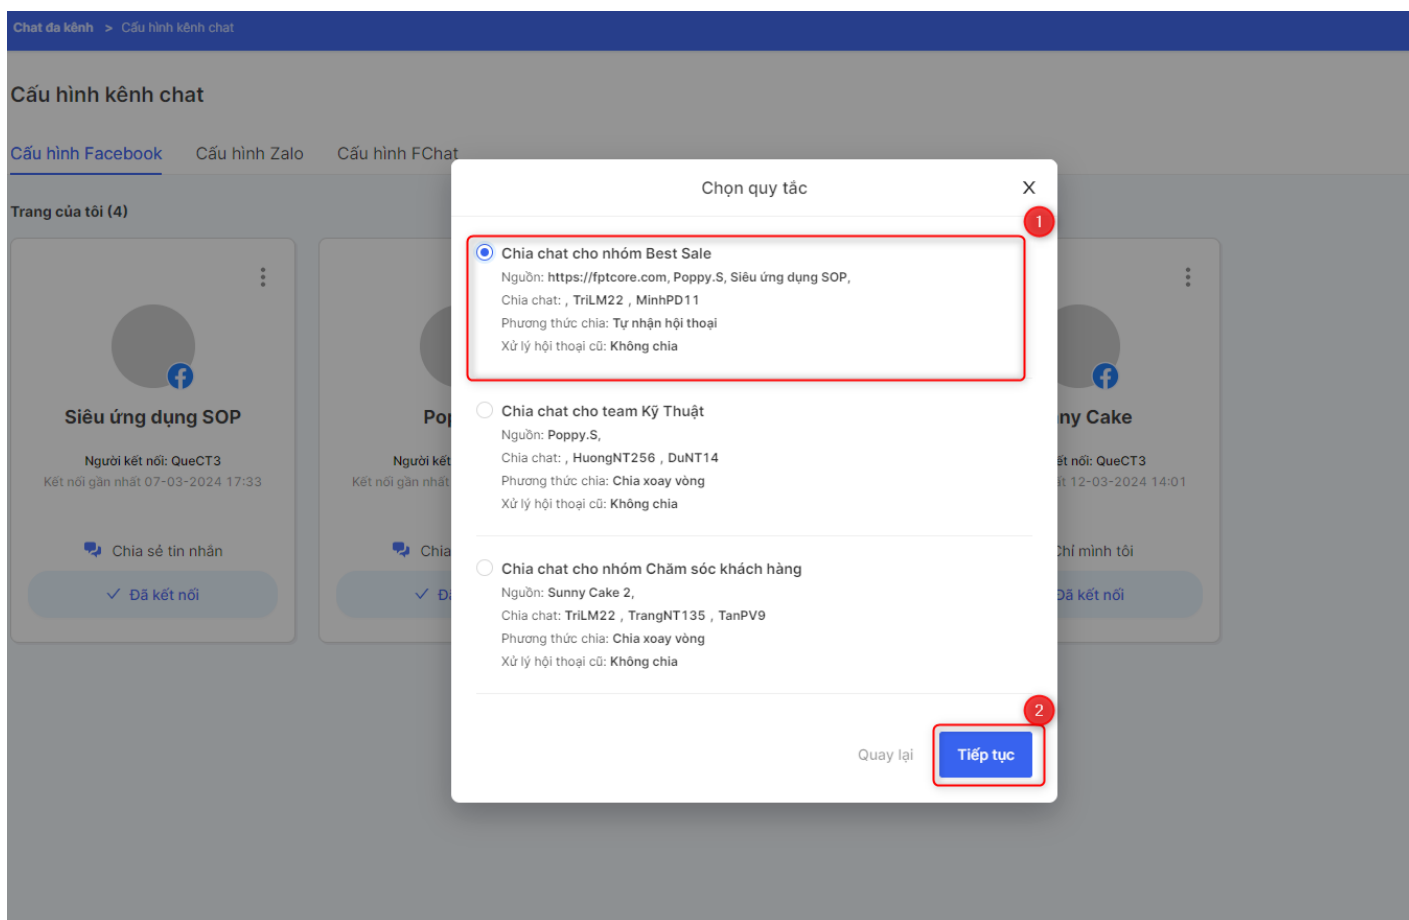 Chat đa kênh > Cấu hình kênh chat
Cấu hình kênh chat
Cấu hình Facebook Cấu hình Zalo Cấu hình FChat
Trang của tôi (4)
Siêu ứng dụng SOP
Người kết nối: QueCT3
Kết nối gần nhất 07-03-2024 17:33
Chia sẻ tin nhắn
Đã kết nối
Người kết
Kết nối gần nhất
Chia
Chọn quy tắc
X
1
Chia chat cho nhóm Best Sale
Nguồn: https://fptcore.com, Poppy.S, Siêu ứng dụng SOP,
Chia chat: , TriLM22 , MinhPD11
Phương thức chia: Tự nhận hội thoại
Xử lý hội thoại cũ: Không chia
Chia chat cho team Kỹ Thuật
Nguồn: Poppy.S,
Chia chat: , HuongNT256 , DuNT14
Phương thức chia: Chia xoay vòng
Xử lý hội thoại cũ: Không chia
Chia chat cho nhóm Chăm sóc khách hàng
Nguồn: Sunny Cake 2,
Chia chat: TriLM22 , TrangNT135 , TanPV9
Phương thức chia: Chia xoay vòng
Xử lý hội thoại cũ: Không chia
2
Quay lại Tiếp tục
ny Cake
ết nối: QueCT3
ất 12-03-2024 14:01
Chỉ mình tôi
Đã kết nối